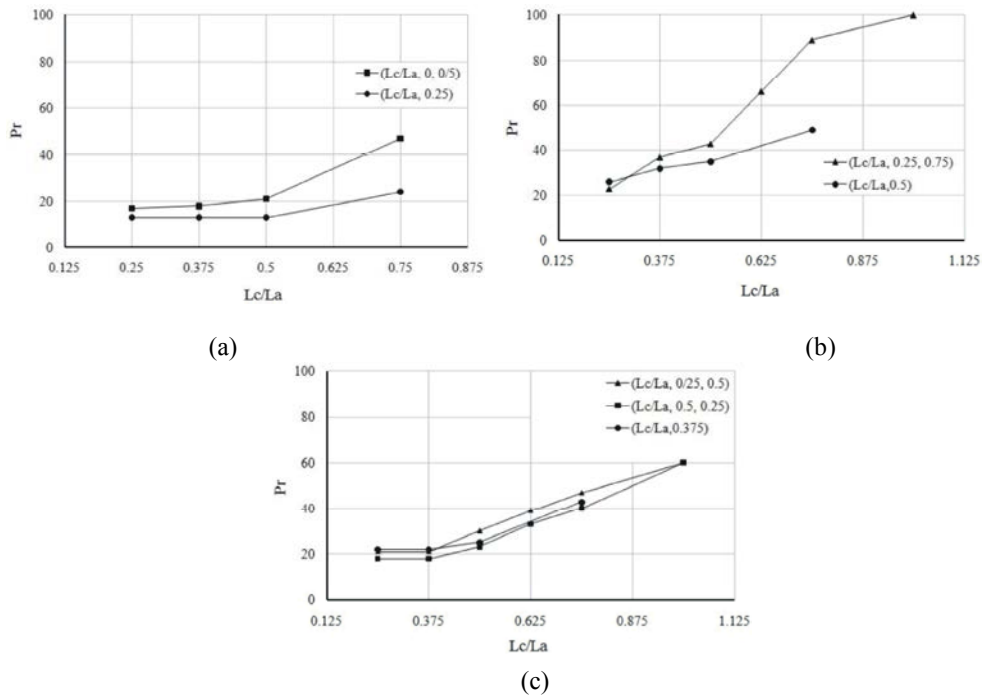 100
80
60
40
20
0
Pr
(Lc/La, 0, 0/5)
(Lc/La, 0.25)
0.125 0.25 0.375 0.5 0.625 0.75 0.875
Lc/La
(a)
100
80
60
40
20
0
Pr
(Lc/La, 0.25, 0.75)
(Lc/La,0.5)
0.125 0.375 0.625 0.875 1.125
Lc/La
(b)
100
80
60
40
20
0
Pr
(Lc/La, 0/25, 0.5)
(Lc/La, 0.5, 0.25)
(Lc/La,0.375)
0.125 0.375 0.625 0.875 1.125
Lc/La
(c)